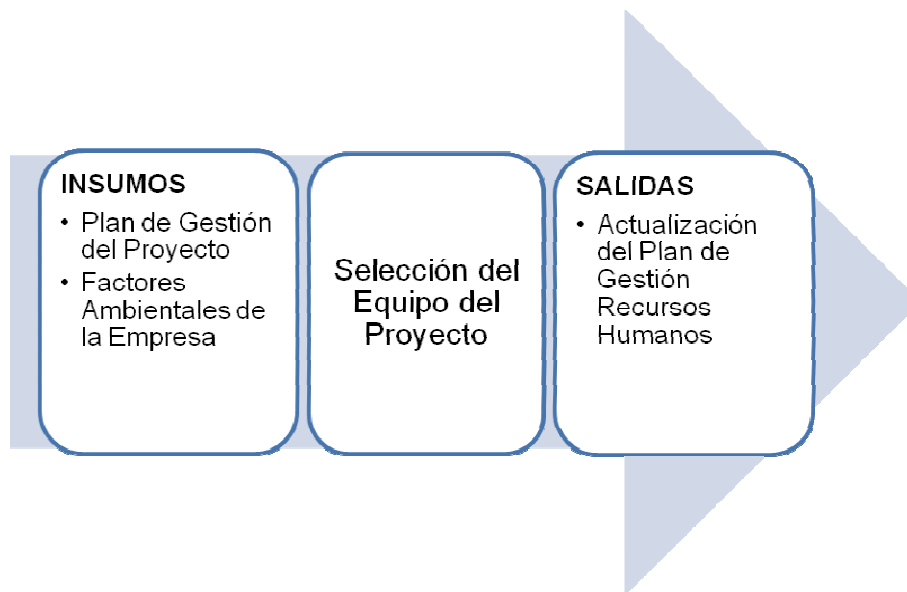 INSUMOS
• Plan de Gestión
del Proyecto
• Factores
Ambientales de
la Empresa
Selección del
Equipo del
Proyecto
SALIDAS
• Actualización
del Plan de
Gestión
Recursos
Humanos